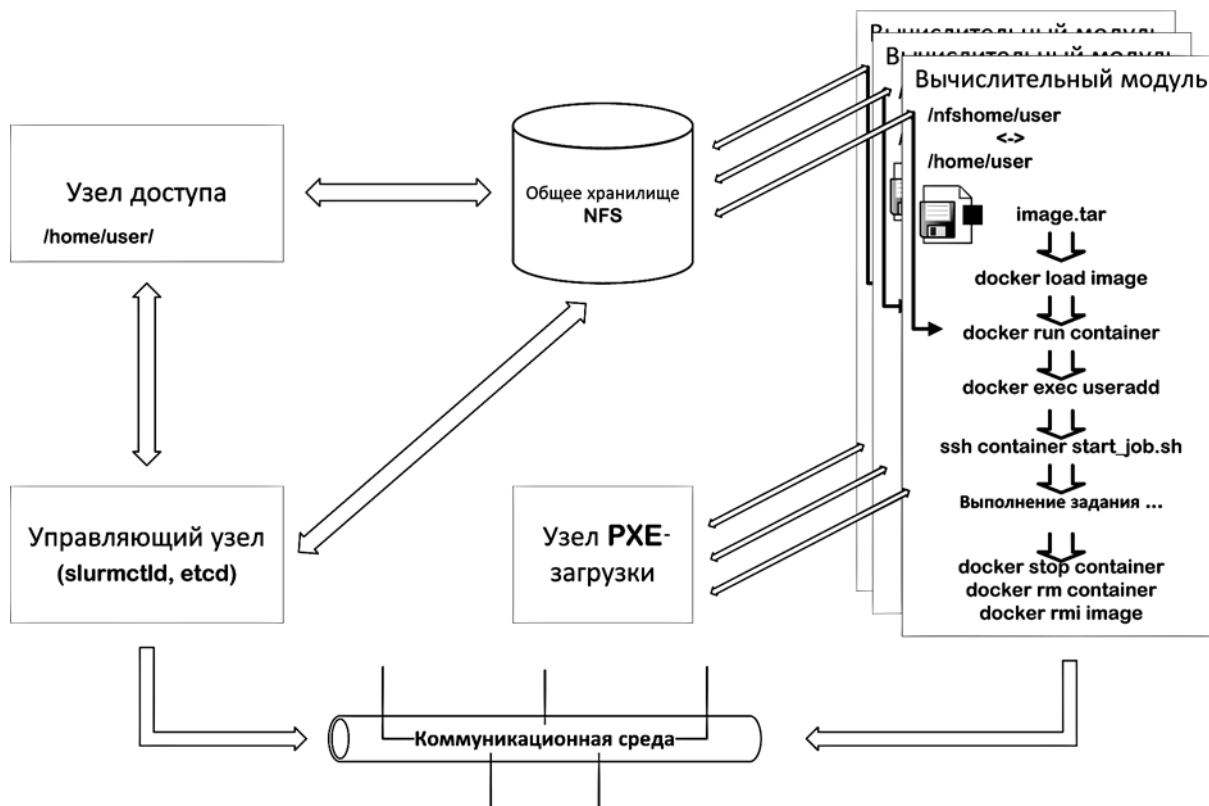 Вычислительный модуль
Вычислительный модуль
Вычислительный модуль
/nfshome/user
<->
/home/user
/
/
Узел доступа
/home/user/
Общее хранилище
NFS
image.tar
docker load image
docker run container
docker exec useradd
ssh container start_job.sh
Выполнение задания ...
docker stop container
docker rm container
docker rmi image
Управляющий узел
(slurmctld, etcd)
Узел PXE-
загрузки
Коммуникационная среда